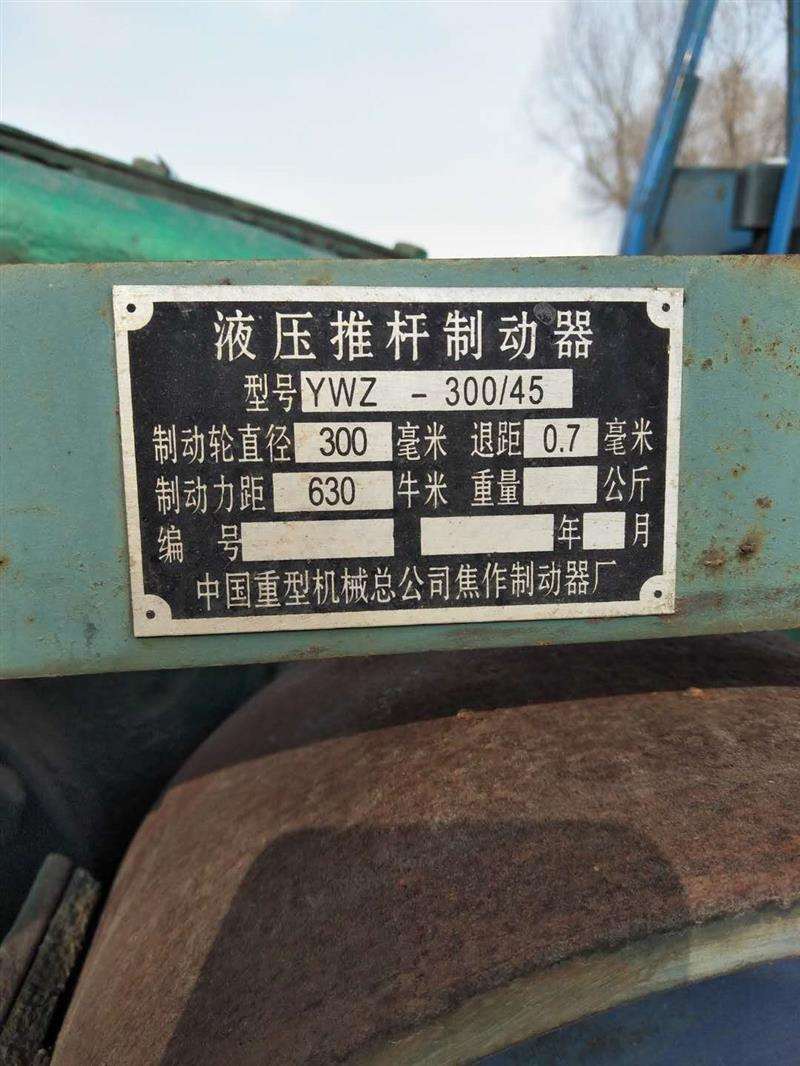 液压推杆制动器
型号 YWZ - 300/45
制动轮直径 300 毫米 退距 0.7 毫米
制动力距 630 牛米 重量 公斤
编 号 年 月
中国重型机械总公司焦作制动器厂